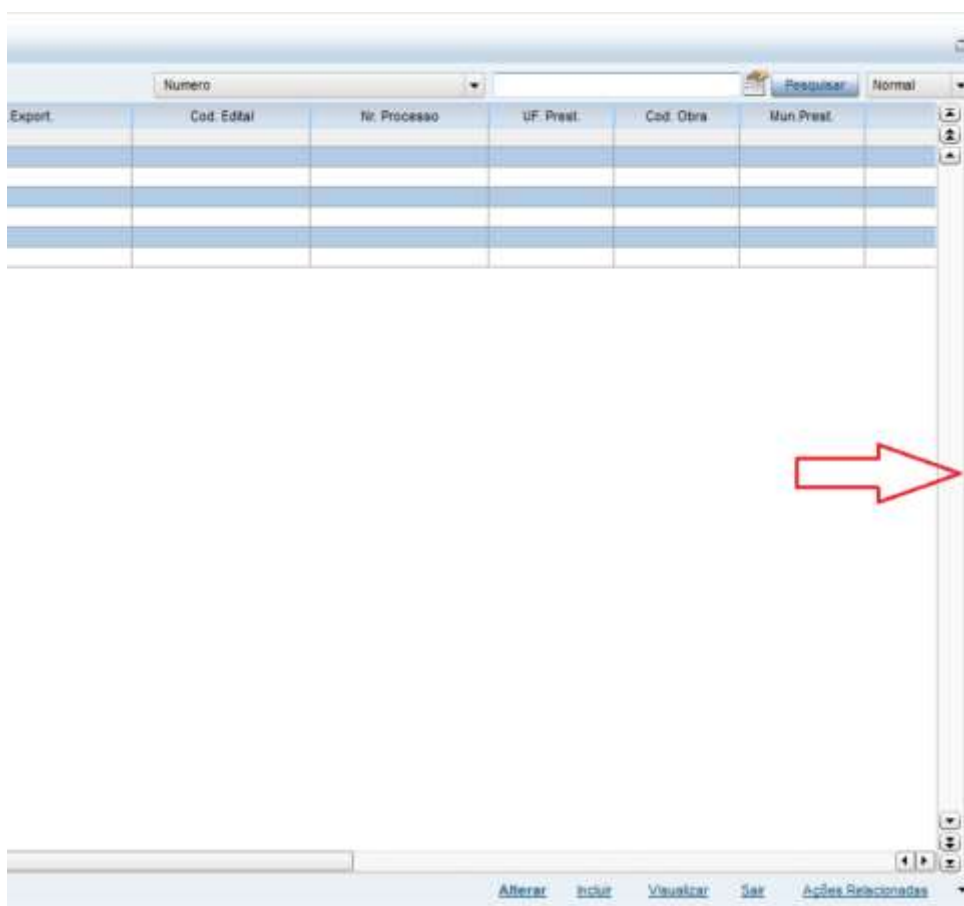 Numero Pesquisar Normal
Export. Cod. Edital Nr. Processo UF. Prest. Cod. Obra Mun.Prest.
Alterar Incluir Visualizar Sair Ações Relacionadas